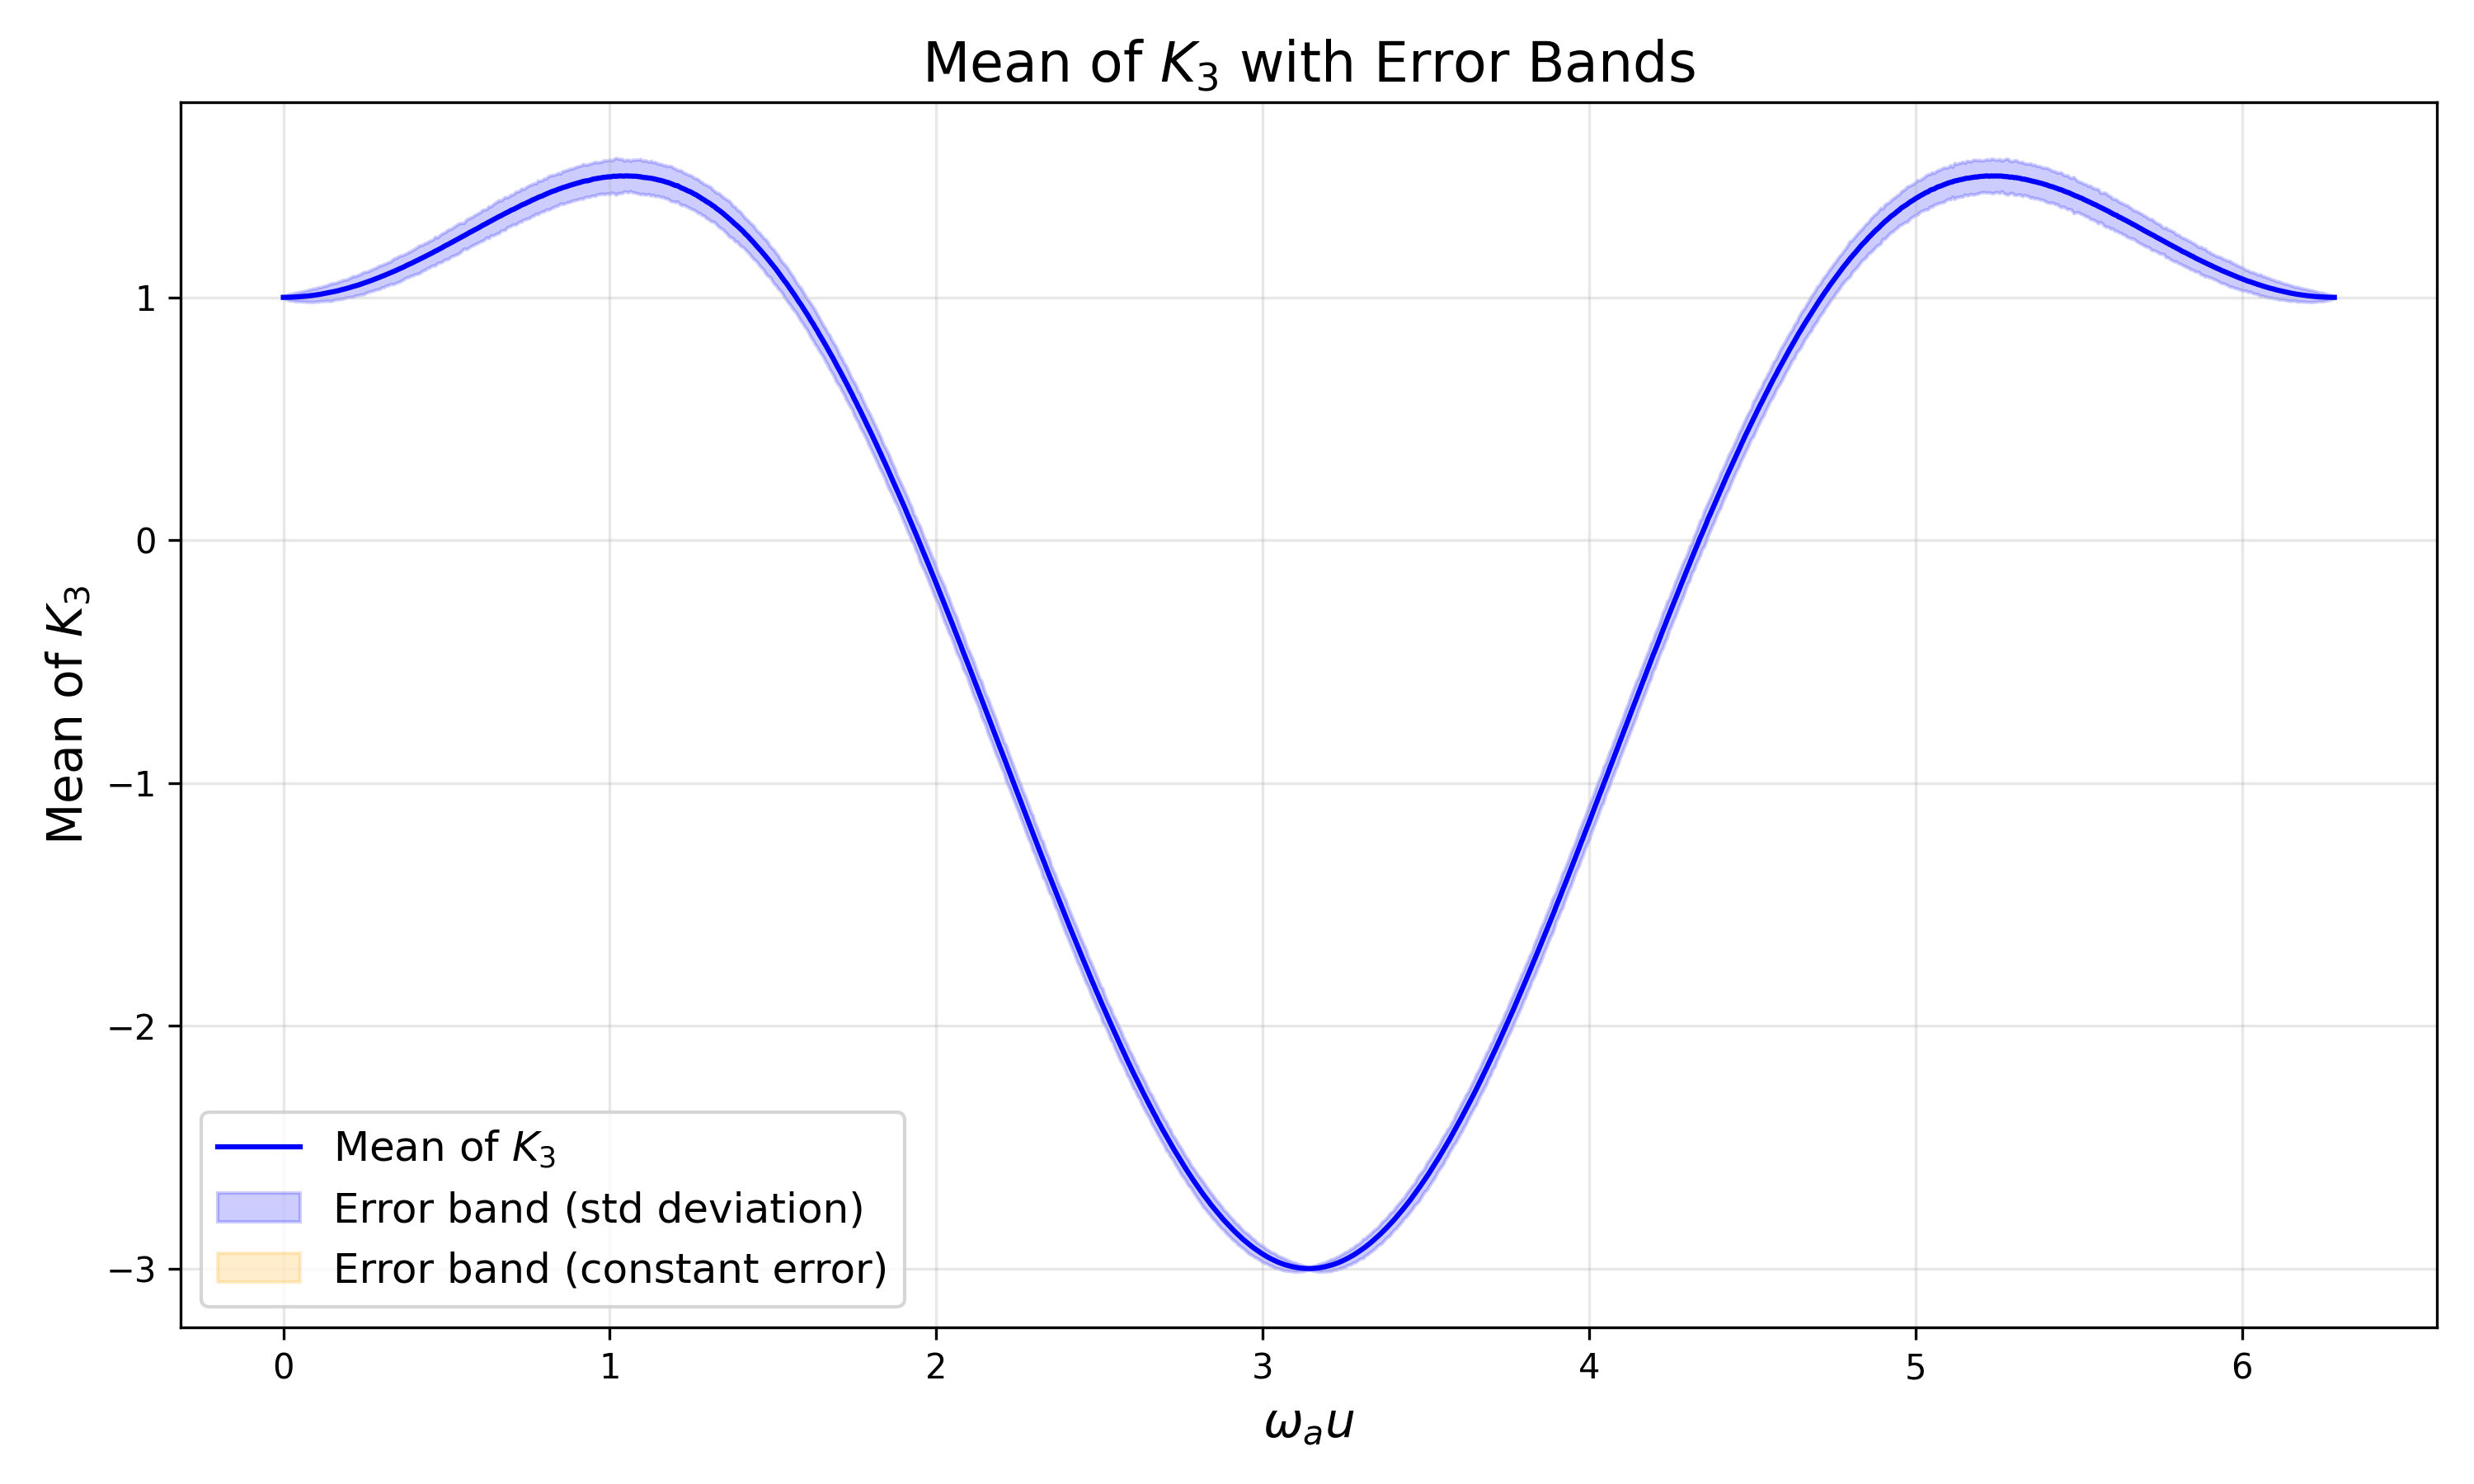 Mean of K₃ with Error Bands
Mean of K₃
1
0
−1
−2
−3
Mean of K₃
Error band (std deviation)
Error band (constant error)
0 1 2 3 4 5 6
ωₐu